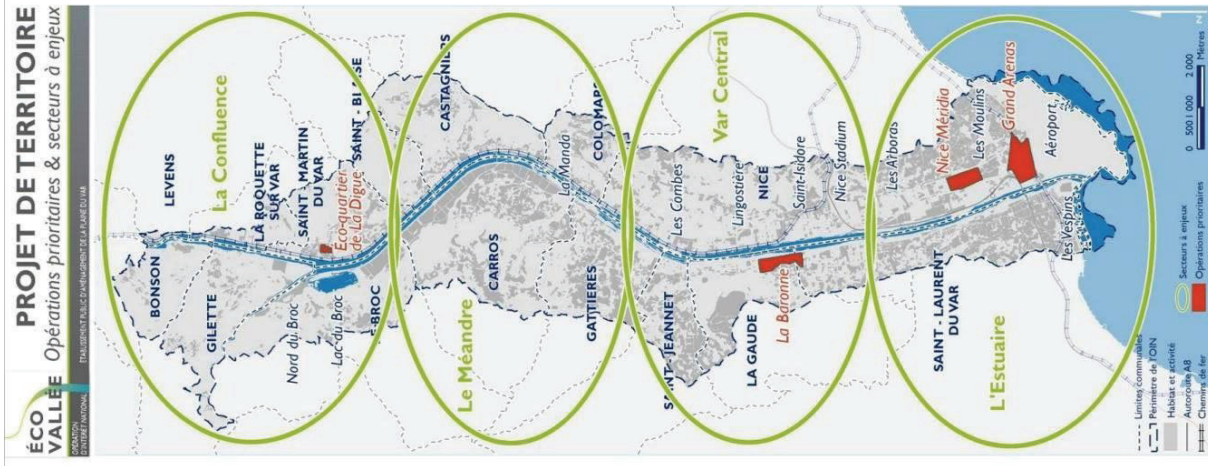 ÉCO
VALLÉE
OPÉRATION
D'INTÉRÊT NATIONAL
PROJET DE TERRITOIRE
Opérations prioritaires & secteurs à enjeux
ÉTABLISSEMENT PUBLIC D'AMÉNAGEMENT DE LA PLAINE DU VAR
LEVENS
La Confluence
BONSON
GILETTE
LA ROQUETTE
SUR VAR
SAINT MARTIN
DU VAR
Eco-quartier
de La Digue
SAINT - BLAISE
Nord du Broc
Lac du Broc
BROC
CASTAGNIERS
Le Méandre
CARROS
La Manda
COLOMARS
GATTIERES
Var Central
SAINT- JEANNET
Les Combes
Lingostière
LA GAUDE
La Baronne
NICE
Saint-Isidore
Nice Stadium
Les Arboras
Nice Méridia
Les Moulins
Grand Arenas
Aéroport
SAINT - LAURENT
DU VAR
Les Vespins
L'Estuaire
Limites communales
Périmètre de l'OIN
Habitat et activité
Autoroute A8
Chemins de fer
Secteurs à enjeux
Opérations prioritaires
0 500 1 000 2 000
Mètres
N